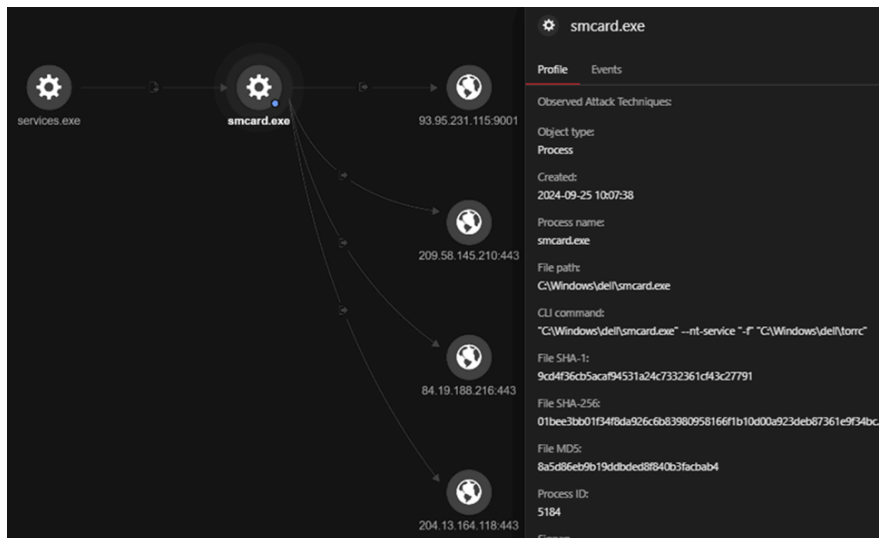 services.exe
smcard.exe
93.95.231.115:9001
209.58.145.210:443
84.19.188.216:443
204.13.164.118:443
smcard.exe
Profile Events
Observed Attack Techniques:
Object type:
Process
Created:
2024-09-25 10:07:38
Process name:
smcard.exe
File path:
C:\Windows\dell\smcard.exe
CLI command:
"C:\Windows\dell\smcard.exe" --nt-service "-f" "C:\Windows\dell\torrc"
File SHA-1:
9cd4f36cb5acaf94531a24c7332361cf43c27791
File SHA-256:
01bee3bb01f34f8da926c6b83980958166f1b10d00a923deb87361e9f34bc.
File MD5:
8a5d86eb9b19ddbded8f840b3facbab4
Process ID:
5184